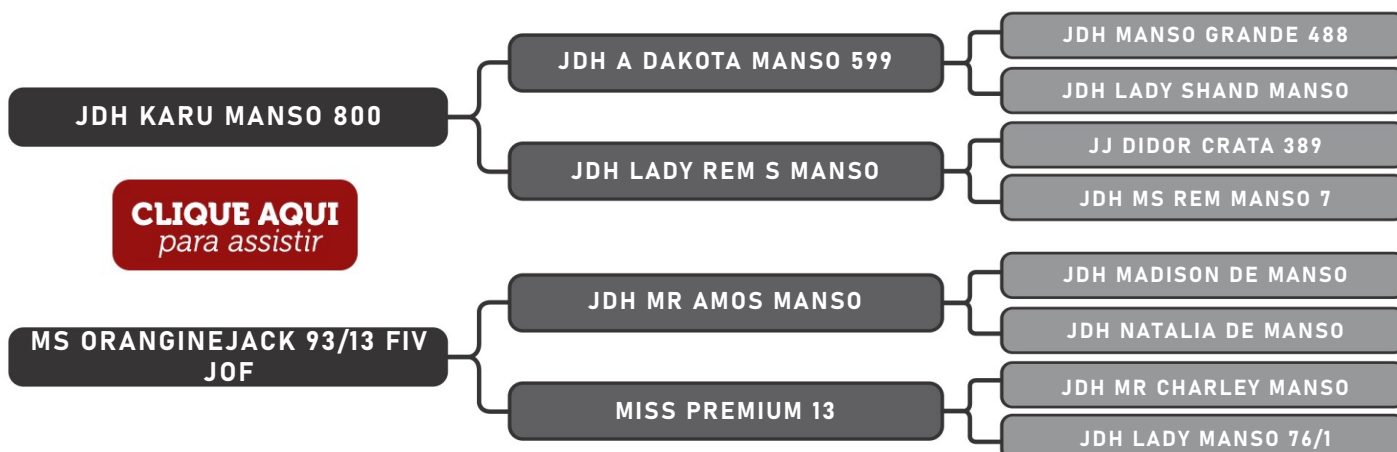 JDH MANSO GRANDE 488
JDH A DAKOTA MANSO 599
JDH LADY SHAND MANSO
JDH KARU MANSO 800
JJ DIDOR CRATA 389
JDH LADY REM S MANSO
JDH MS REM MANSO 7
CLIQUE AQUI
para assistir
JDH MADISON DE MANSO
JDH MR AMOS MANSO
JDH NATALIA DE MANSO
MS ORANGINEJACK 93/13 FIV
JOF
JDH MR CHARLEY MANSO
MISS PREMIUM 13
JDH LADY MANSO 76/1